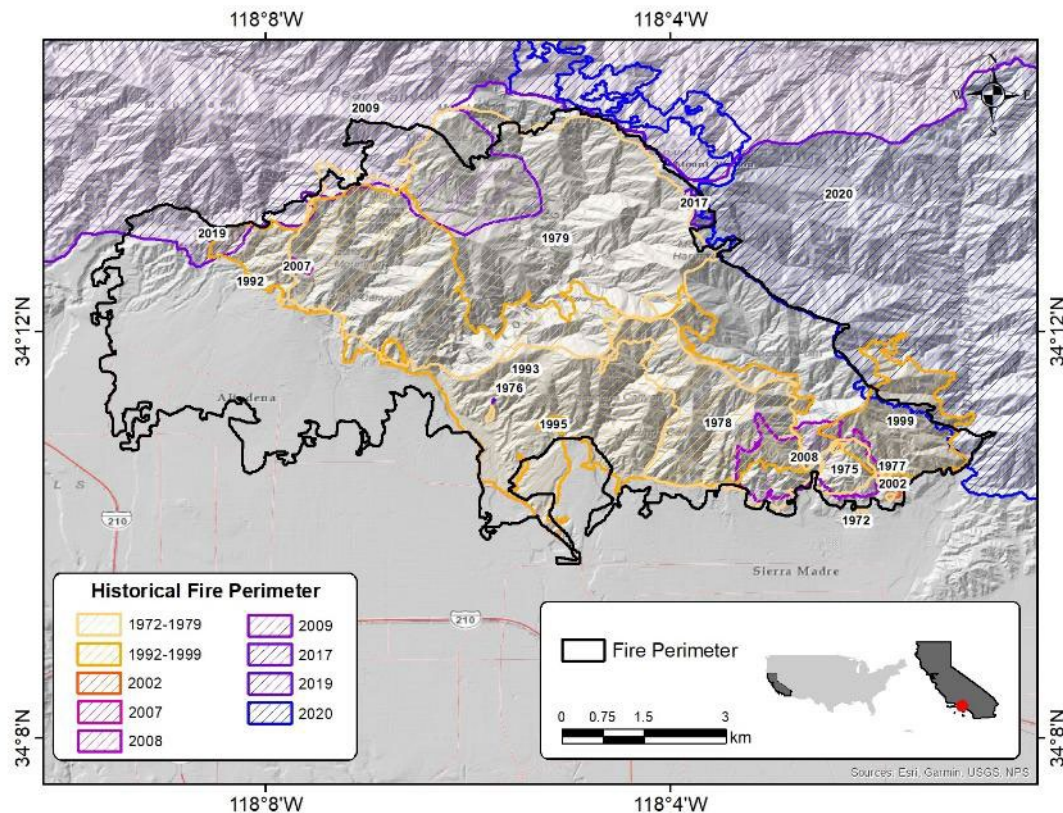 118°8'W
118°4'W
2009
2017
2020
2019
1979
2007
1992
34°12'N
34°12'N
1993
1976
Altadena
1995
1978
1999
2008
1975
1977
2002
1972
210
Sierra Madre
210
Historical Fire Perimeter
1972-1979
1992-1999
2002
2007
2008
2009
2017
2019
2020
Fire Perimeter
0 0.75 1.5 3
km
34°8'N
34°8'N
Sources: Esri, Garmin, USGS, NPS
118°8'W
118°4'W